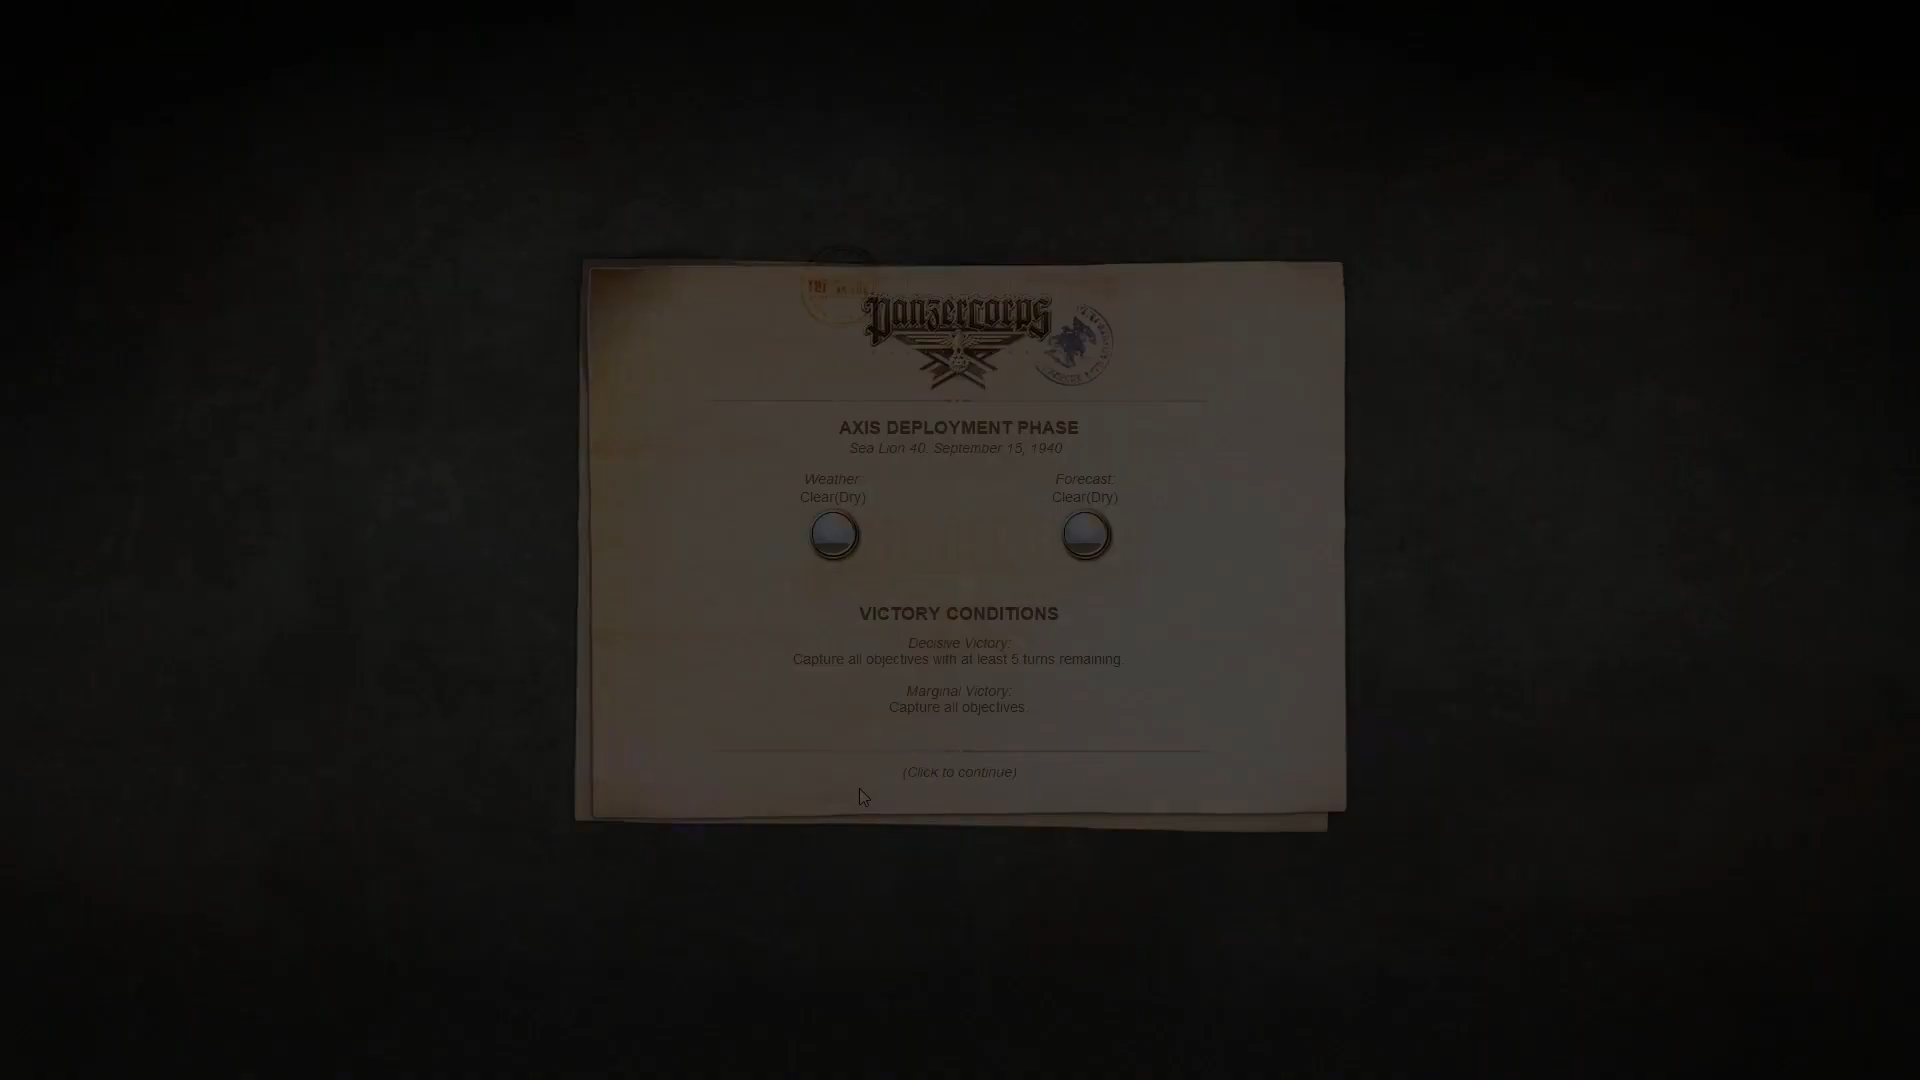 Panzercorps
AXIS DEPLOYMENT PHASE
Sea Lion 40. September 15, 1940
Weather:
Clear(Dry)
Forecast:
Clear(Dry)
VICTORY CONDITIONS
Decisive Victory:
Capture all objectives with at least 5 turns remaining.
Marginal Victory:
Capture all objectives.
(Click to continue)